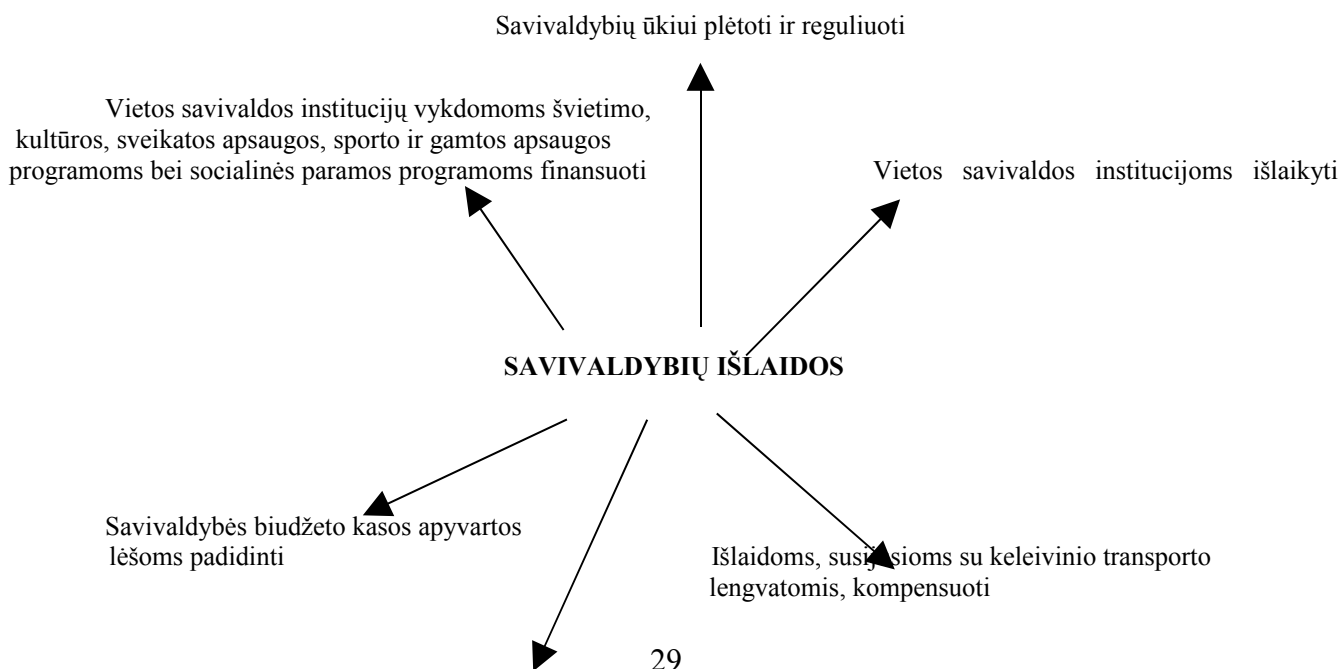 Savivaldybių ūkiui plėtoti ir reguliuoti
Vietos savivaldos institucijų vykdomoms švietimo,
kultūros, sveikatos apsaugos, sporto ir gamtos apsaugos
programoms bei socialinės paramos programoms finansuoti
Vietos savivaldos institucijoms išlaikyti
SAVIVALDYBIŲ IŠLAIDOS
Savivaldybės biudžeto kasos apyvartos
lėšoms padidinti
Išlaidoms, susijusioms su keleivinio transporto
lengvatomis, kompensuoti
29